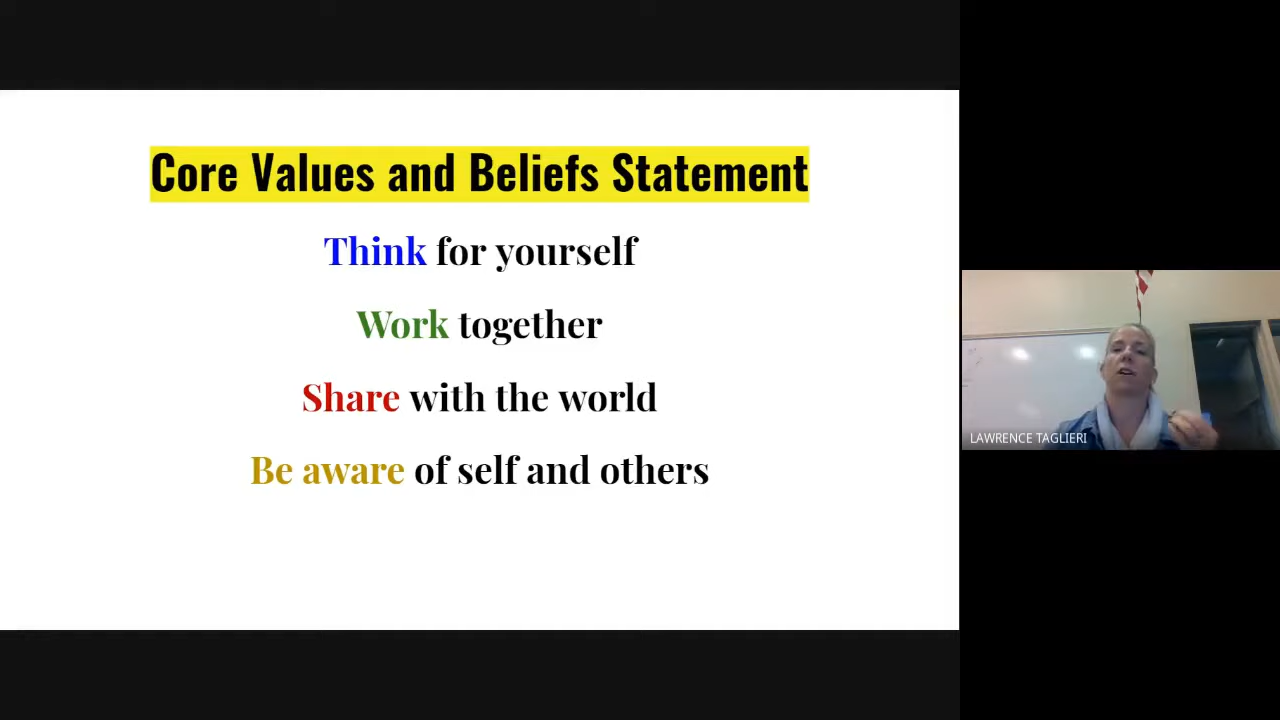 Core Values and Beliefs Statement
Think for yourself
Work together
Share with the world
Be aware of self and others
LAWRENCE TAGLIERI